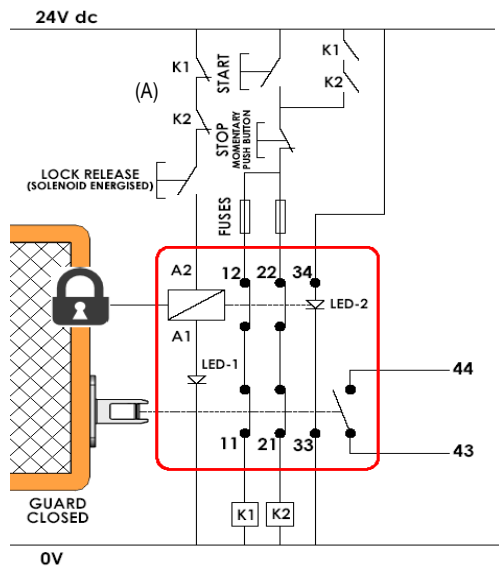 24V dc
K1
START
K1
(A)
K2
K2
STOP
MOMENTARY
PUSH BUTTON
LOCK RELEASE
(SOLENOID ENERGISED)
FUSES
A2
12
22
34
LED-2
A1
LED-1
44
11
21
33
43
K1
K2
GUARD
CLOSED
0V